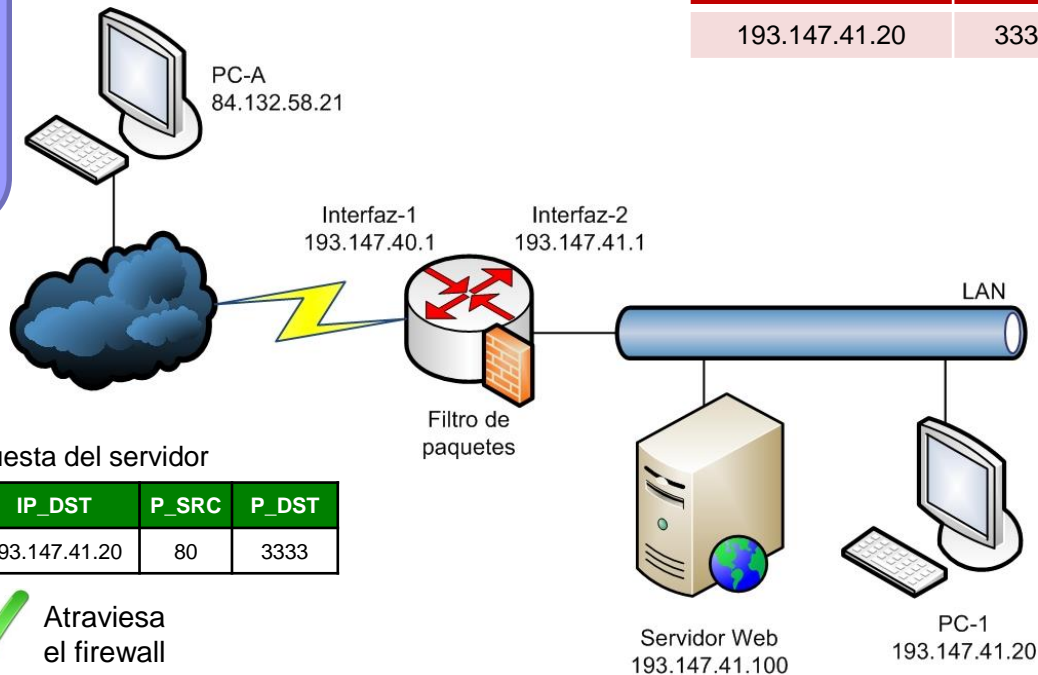 193.147.41.20 333
PC-A
84.132.58.21
Interfaz-1
193.147.40.1
Interfaz-2
193.147.41.1
LAN
Filtro de
paquetes
uesta del servidor
IP_DST P_SRC P_DST
93.147.41.20 80 3333
Atraviesa
el firewall
Servidor Web
193.147.41.100
PC-1
193.147.41.20